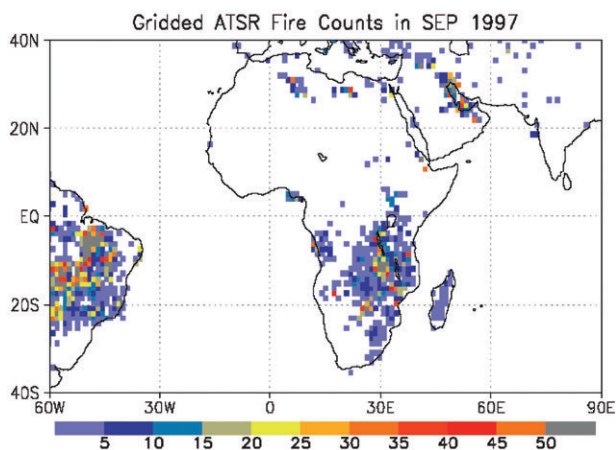 Gridded ATSR Fire Counts in SEP 1997
40N
20N
EQ
20S
40S
60W 30W 0 30E 60E 90E
5 10 15 20 25 30 35 40 45 50